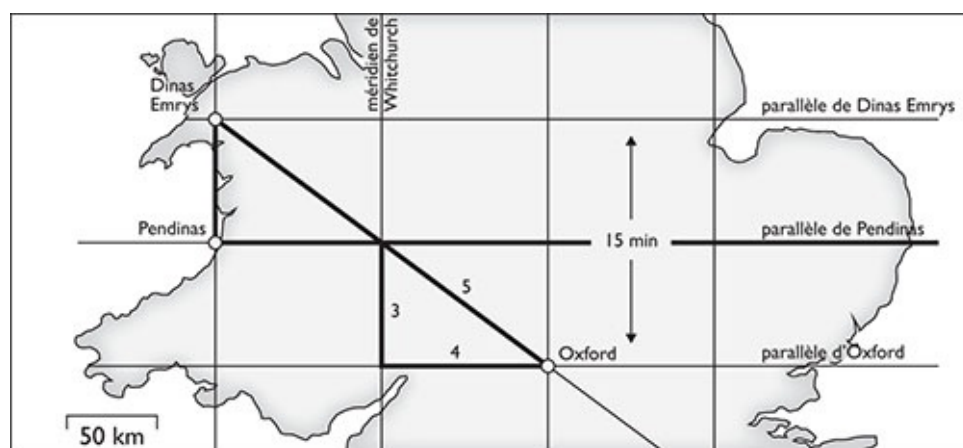 Dinas
Emrys
méridien de
Whitchurch
parallèle de Dinas Emrys
Pendinas
15 min
parallèle de Pendinas
5
3
4
Oxford
parallèle d'Oxford
50 km